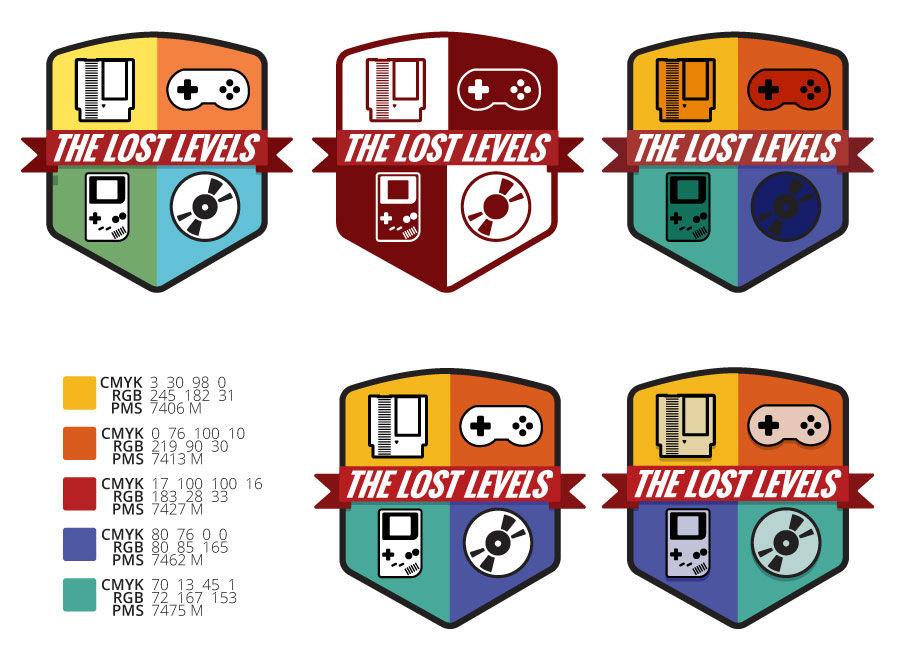 THE LOST LEVELS
THE LOST LEVELS
THE LOST LEVELS
CMYK 3 30 98 0
RGB 245 182 31
PMS 7406 M
CMYK 0 76 100 10
RGB 219 90 30
PMS 7413 M
CMYK 17 100 100 16
RGB 183 28 33
PMS 7427 M
CMYK 80 76 0 0
RGB 80 85 165
PMS 7462 M
CMYK 70 13 45 1
RGB 72 167 153
PMS 7475 M
THE LOST LEVELS
THE LOST LEVELS